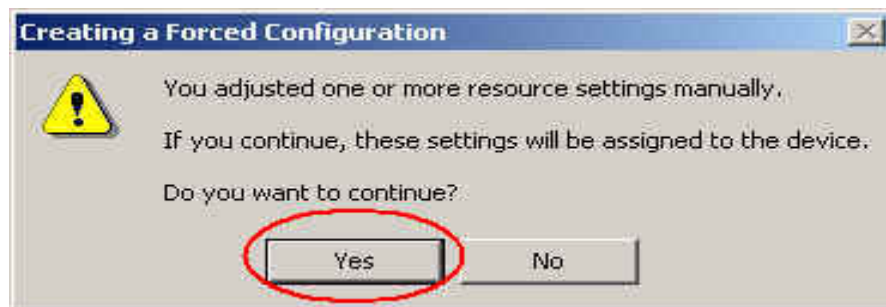 Creating a Forced Configuration
You adjusted one or more resource settings manually.
If you continue, these settings will be assigned to the device.
Do you want to continue?
Yes No